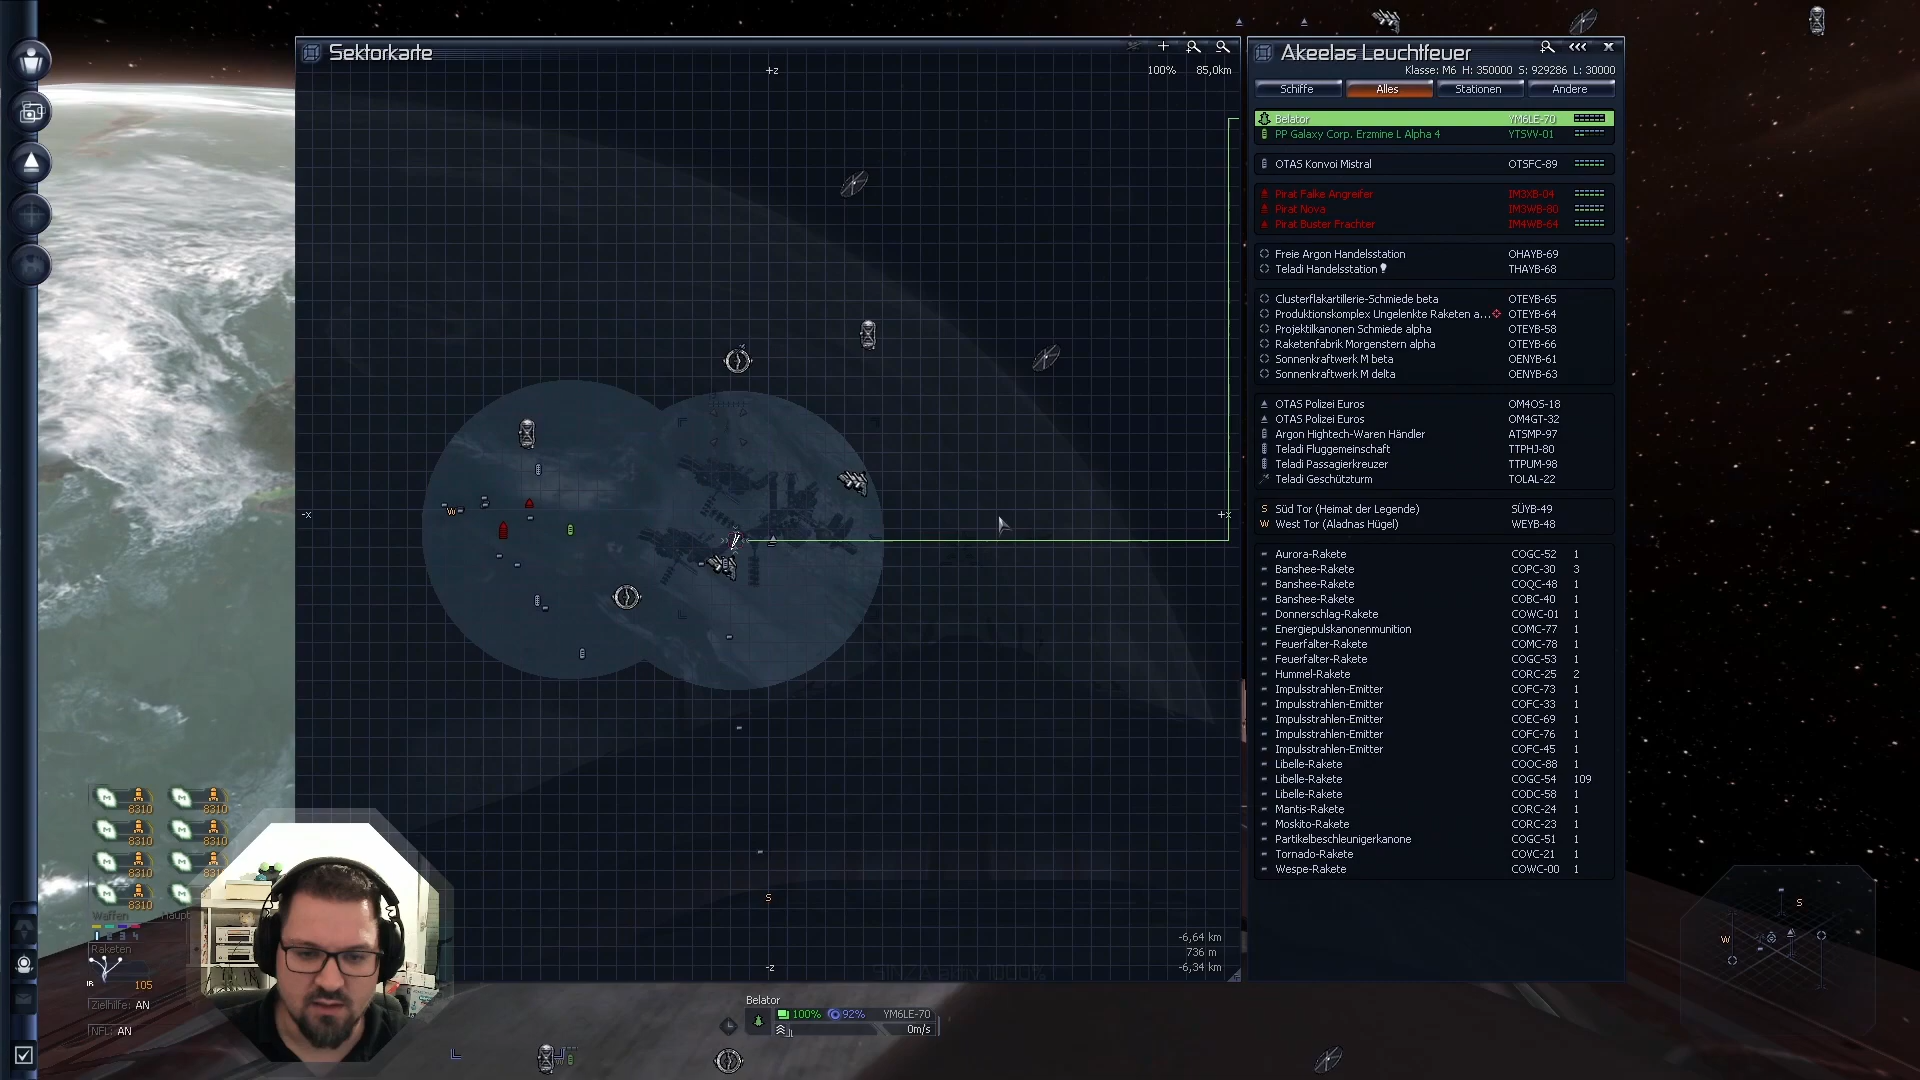 Sektorkarte
100% 85,0km
+z
-x
+x
W
S
-z
-6,64 km
736 m
-6,34 km
SINZA aktiv 1000%
Akeelas Leuchtfeuer
Klasse: M6 H: 350000 S: 929286 L: 30000
Schiffe Alles Stationen Andere
Belator YM6LE-70
PP Galaxy Corp. Erzmine L Alpha 4 YTSVV-01
OTAS Konvoi Mistral OTSFC-89
Pirat Falke Angreifer IM3XB-04
Pirat Nova IM3WB-80
Pirat Buster Frachter IM4WB-64
Freie Argon Handelsstation OHAYB-69
Teladi Handelsstation THAYB-68
Clusterflakartillerie-Schmiede beta OTEYB-65
Produktionskomplex Ungelenkte Raketen a... OTEYB-64
Projektilkanonen Schmiede alpha OTEYB-58
Raketenfabrik Morgenstern alpha OTEYB-66
Sonnenkraftwerk M beta OENYB-61
Sonnenkraftwerk M delta OENYB-63
OTAS Polizei Euros OM4OS-18
OTAS Polizei Euros OM4GT-32
Argon Hightech-Waren Händler ATSMP-97
Teladi Fluggemeinschaft TTPHJ-80
Teladi Passagierkreuzer TTPUM-98
Teladi Geschützturm TOLAL-22
S Süd Tor (Heimat der Legende) SÜYB-49
W West Tor (Aladnas Hügel) WEYB-48
Aurora-Rakete COGC-52 1
Banshee-Rakete COPC-30 3
Banshee-Rakete COQC-48 1
Banshee-Rakete COBC-40 1
Donnerschlag-Rakete COWC-01 1
Energiepulskanonenmunition COMC-77 1
Feuerfalter-Rakete COMC-78 1
Feuerfalter-Rakete COGC-53 1
Hummel-Rakete CORC-25 2
Impulsstrahlen-Emitter COFC-73 1
Impulsstrahlen-Emitter COFC-33 1
Impulsstrahlen-Emitter COEC-69 1
Impulsstrahlen-Emitter COFC-76 1
Impulsstrahlen-Emitter COFC-45 1
Libelle-Rakete COOC-88 1
Libelle-Rakete COGC-54 109
Libelle-Rakete CODC-58 1
Mantis-Rakete CORC-24 1
Moskito-Rakete CORC-23 1
Partikelbeschleunigerkanone COGC-51 1
Tornado-Rakete COVC-21 1
Wespe-Rakete COWC-00 1
8310 8310
8310 8310
8310
8310
Waffen Haupt
1 2 3 4
Raketen
IR 105
Zielhilfe: AN
NFL: AN
Belator
100% 92% YM6LE-70
0m/s
S
W